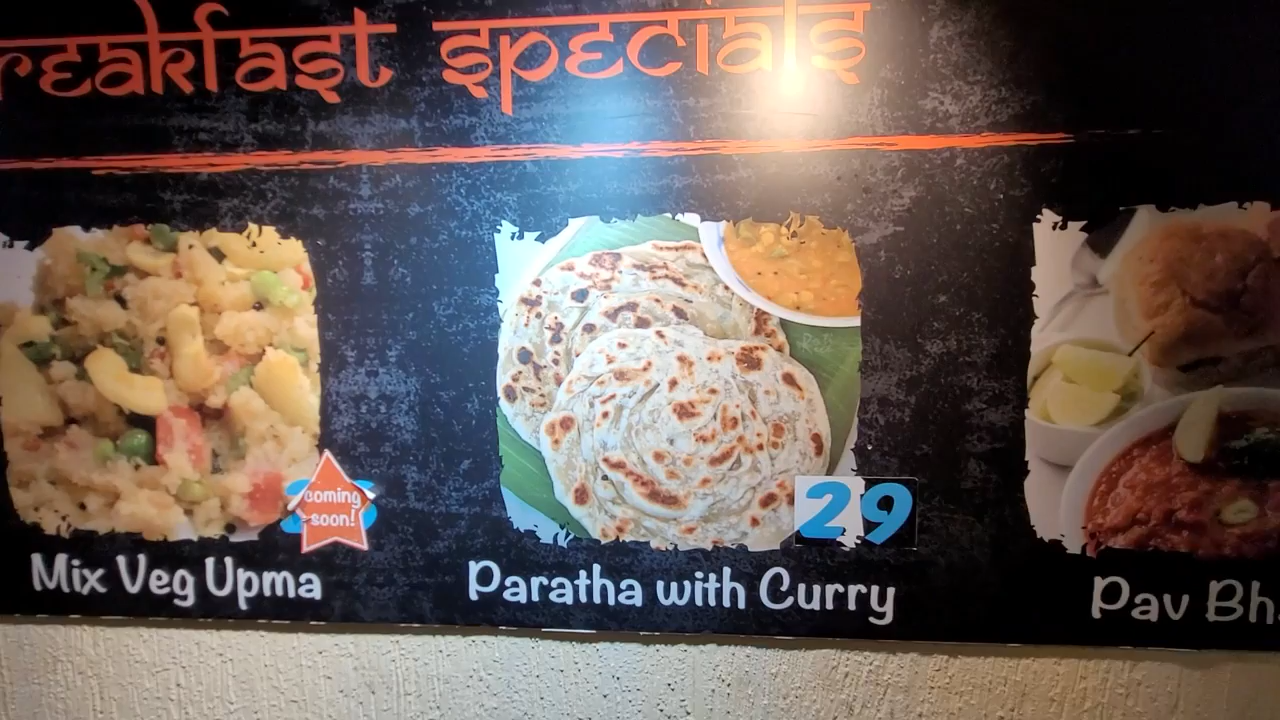 reakfast specials
coming
soon!
29
Mix Veg Upma
Paratha with Curry
Pav Bh